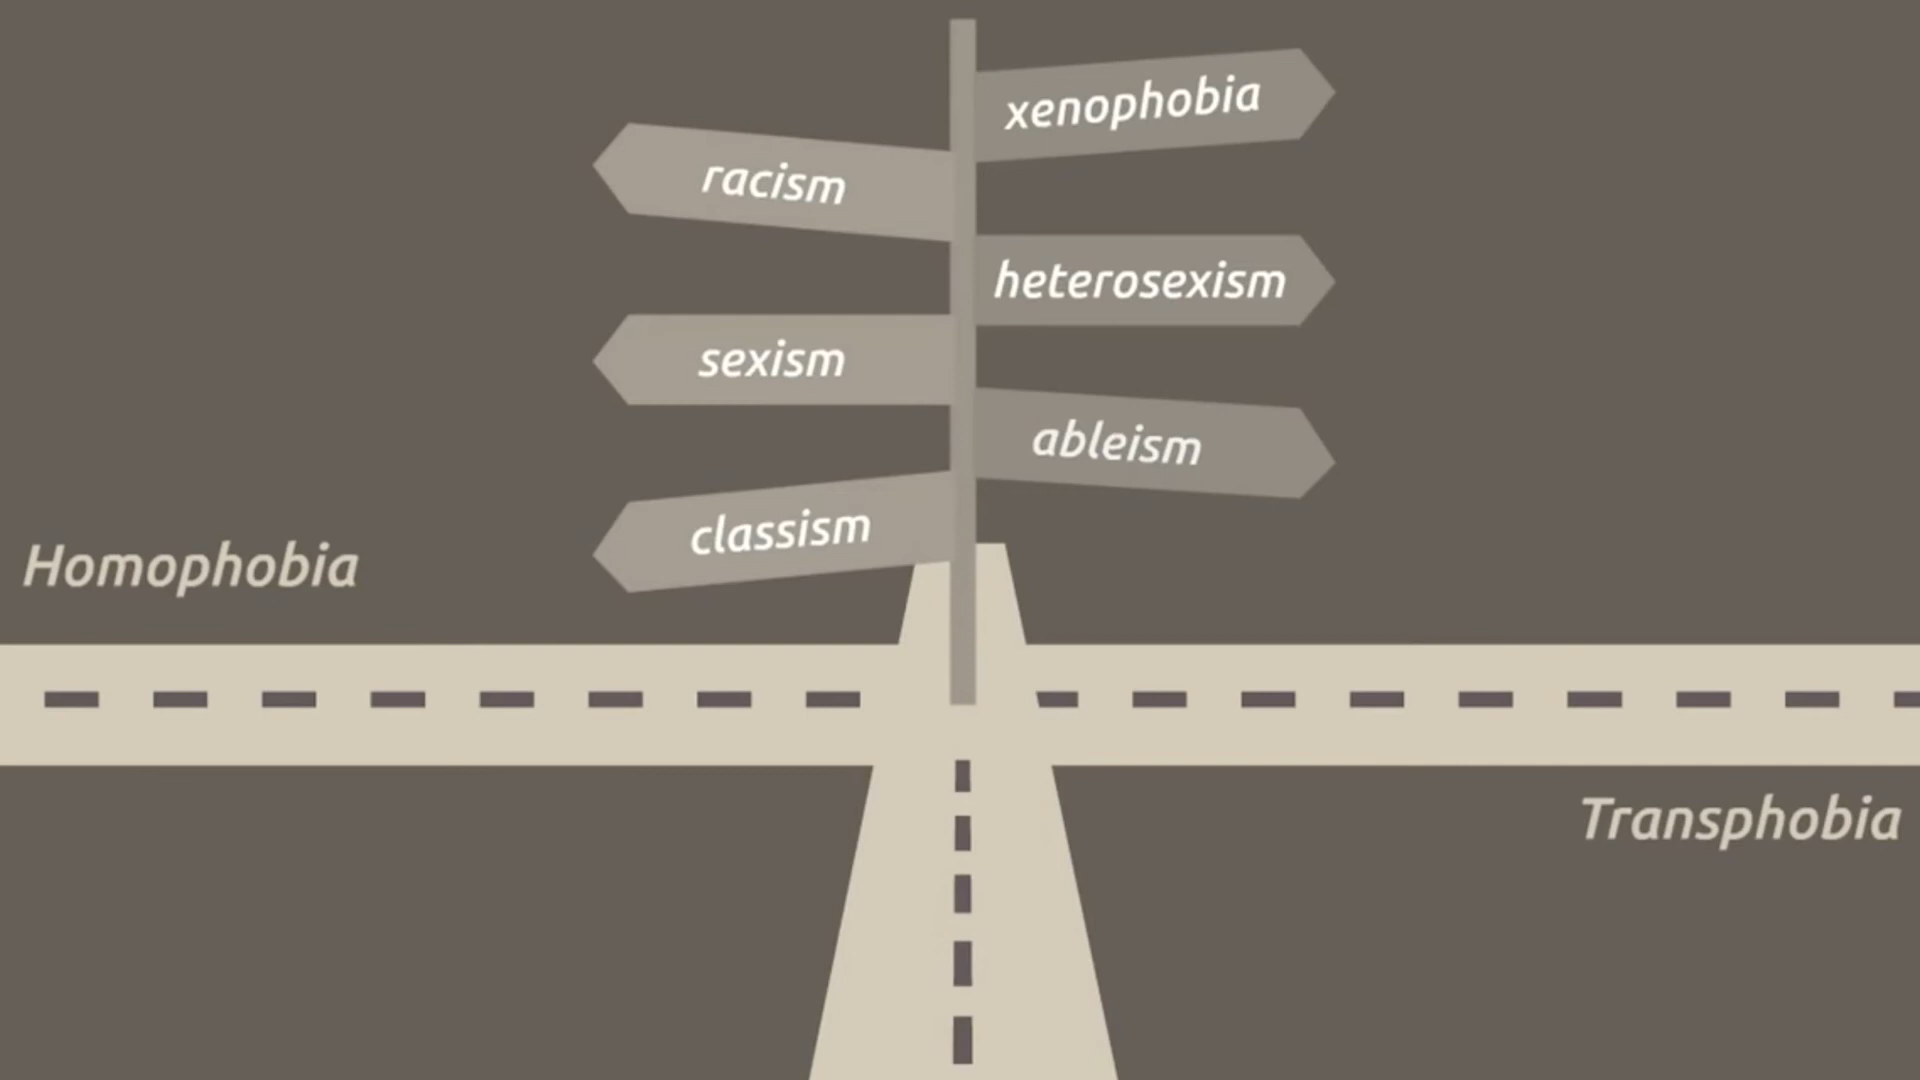 xenophobia
racism
heterosexism
sexism
ableism
classism
Homophobia
Transphobia